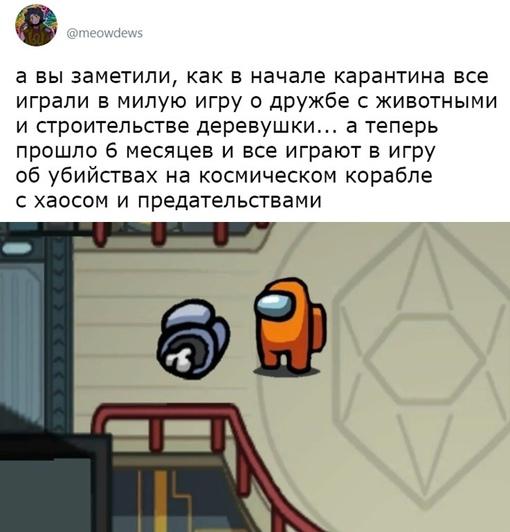 @meowdews
а вы заметили, как в начале карантина все
играли в милую игру о дружбе с животными
и строительстве деревушки... а теперь
прошло 6 месяцев и все играют в игру
об убийствах на космическом корабле
с хаосом и предательствами